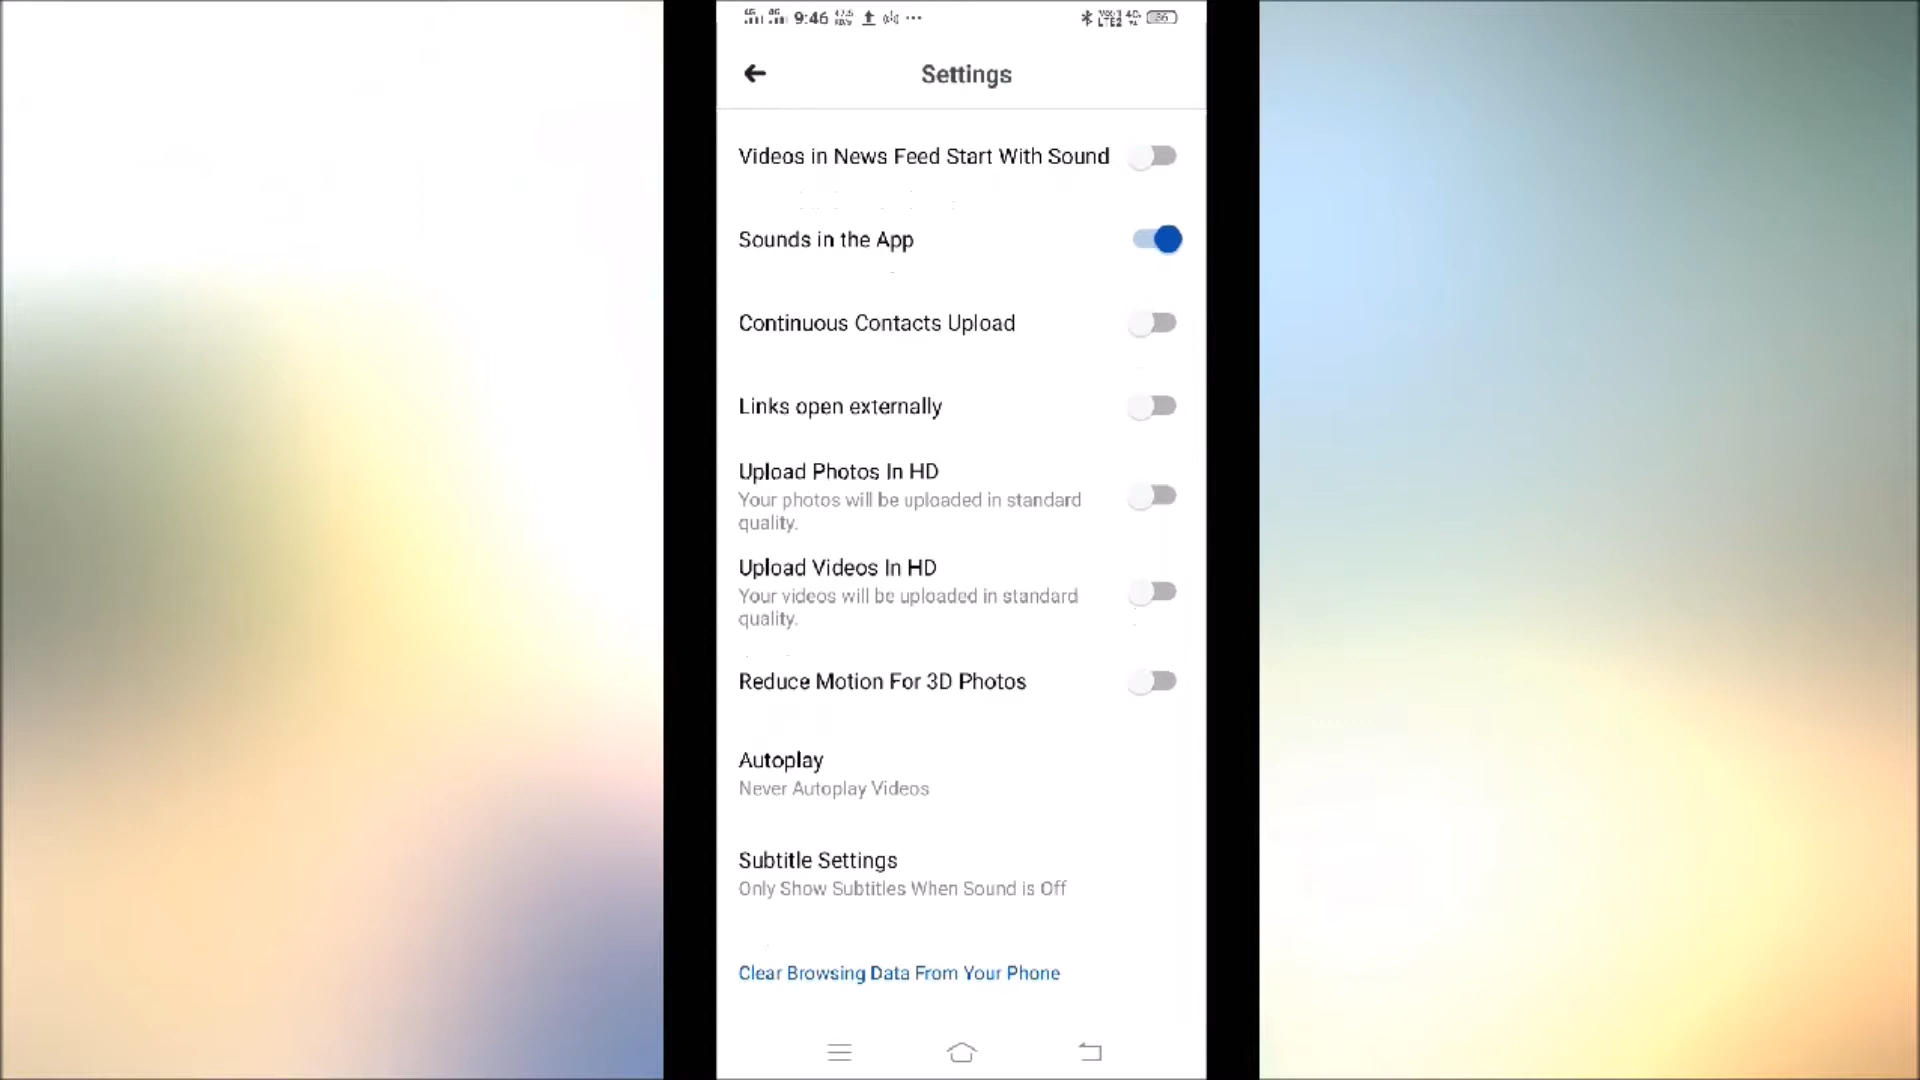 9:46
Settings
Videos in News Feed Start With Sound
Sounds in the App
Continuous Contacts Upload
Links open externally
Upload Photos In HD
Your photos will be uploaded in standard
quality.
Upload Videos In HD
Your videos will be uploaded in standard
quality.
Reduce Motion For 3D Photos
Autoplay
Never Autoplay Videos
Subtitle Settings
Only Show Subtitles When Sound is Off
Clear Browsing Data From Your Phone